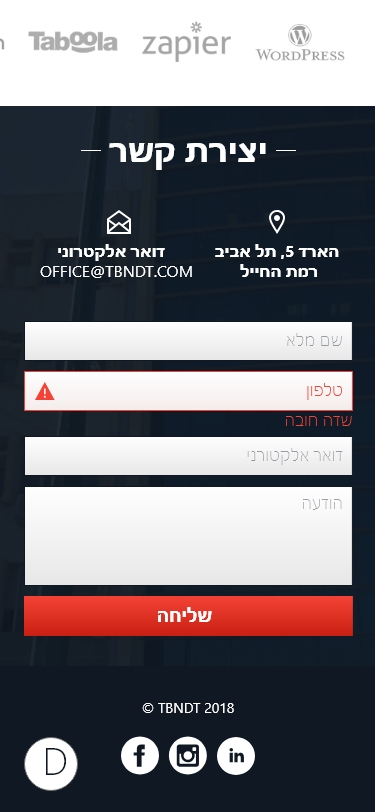 Taboola
zapier
WORDPRESS
יצירת קשר
הארד 5, תל אביב
רמת החייל
דואר אלקטרוני
OFFICE@TBNDT.COM
שם מלא
טלפון
שדה חובה
דואר אלקטורני
הודעה
שליחה
© TBNDT 2018
f
in
D